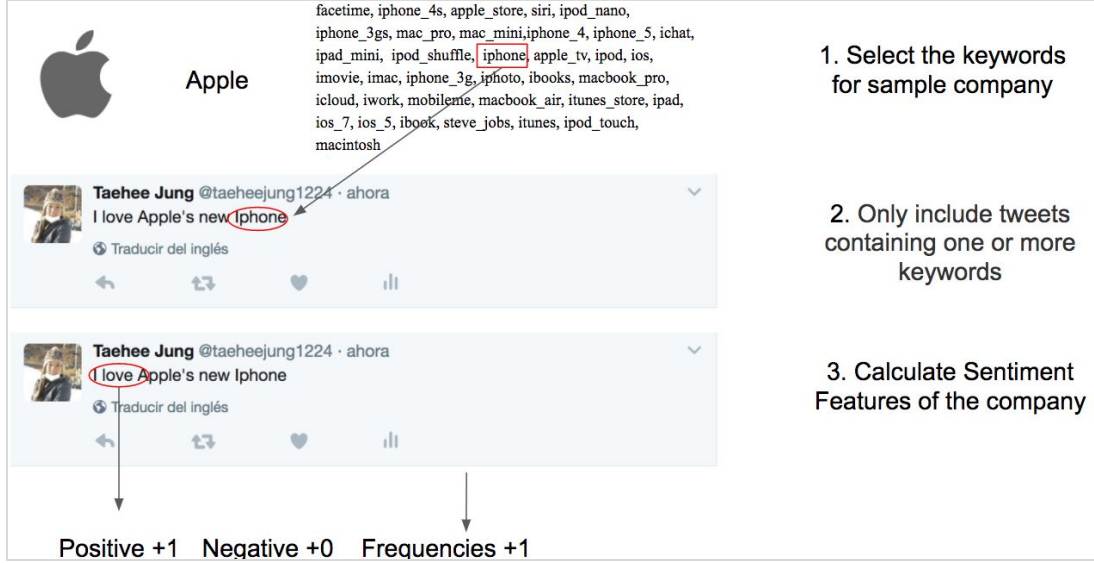 facetime, iphone_4s, apple_store, siri, ipod_nano,
iphone_3gs, mac_pro, mac_mini,iphone_4, iphone_5, ichat,
ipad_mini, ipod_shuffle, iphone, apple_tv, ipod, ios,
imovie, imac, iphone_3g, iphoto, ibooks, macbook_pro,
icloud, iwork, mobileme, macbook_air, itunes_store, ipad,
ios_7, ios_5, ibook, steve_jobs, itunes, ipod_touch,
macintosh
Apple
1. Select the keywords
for sample company
Taehee Jung @taeheejung1224 · ahora
I love Apple's new Iphone
Traducir del inglés
2. Only include tweets
containing one or more
keywords
Taehee Jung @taeheejung1224 · ahora
I love Apple's new Iphone
Traducir del inglés
3. Calculate Sentiment
Features of the company
Positive +1 Negative +0 Frequencies +1